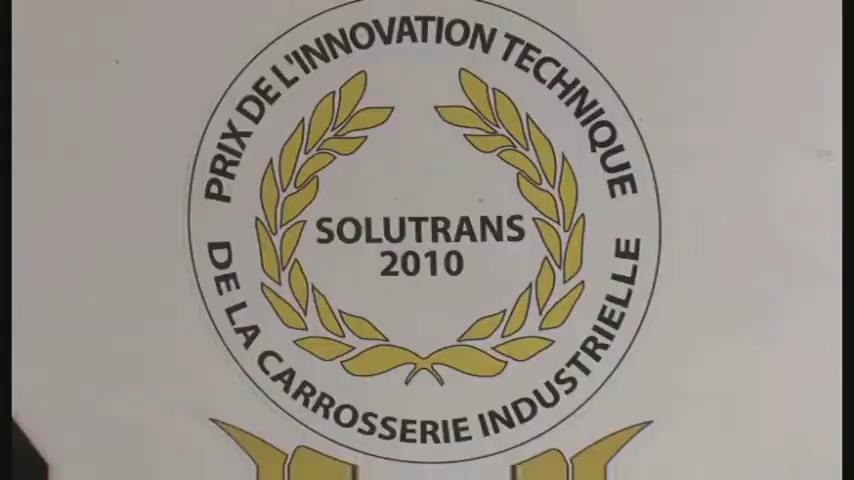 PRIX DE L'INNOVATION TECHNIQUE
SOLUTRANS
2010
DE LA CARROSSERIE INDUSTRIELLE